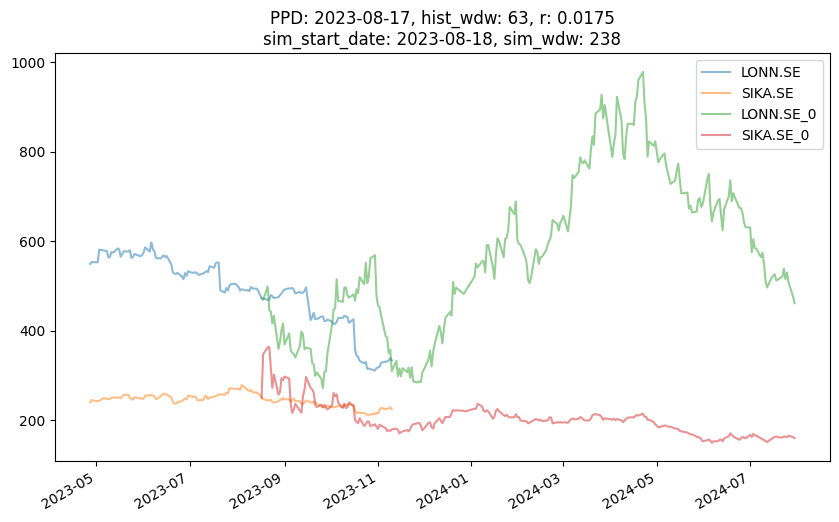 PPD: 2023-08-17, hist_wdw: 63, r: 0.0175
sim_start_date: 2023-08-18, sim_wdw: 238
LONN.SE
SIKA.SE
LONN.SE_0
SIKA.SE_0
1000
800
600
400
200
2023-05
2023-07
2023-09
2023-11
2024-01
2024-03
2024-05
2024-07